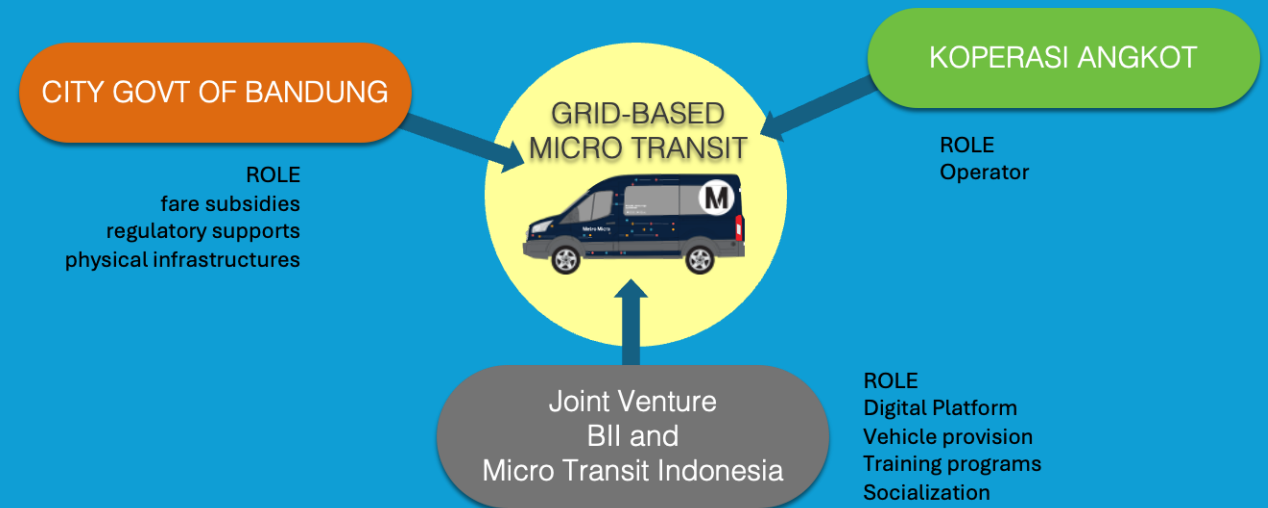 CITY GOVT OF BANDUNG
ROLE
fare subsidies
regulatory supports
physical infrastructures
GRID-BASED
MICRO TRANSIT
M
Metro Micro
KOPERASI ANGKOT
ROLE
Operator
Joint Venture
BII and
Micro Transit Indonesia
ROLE
Digital Platform
Vehicle provision
Training programs
Socialization